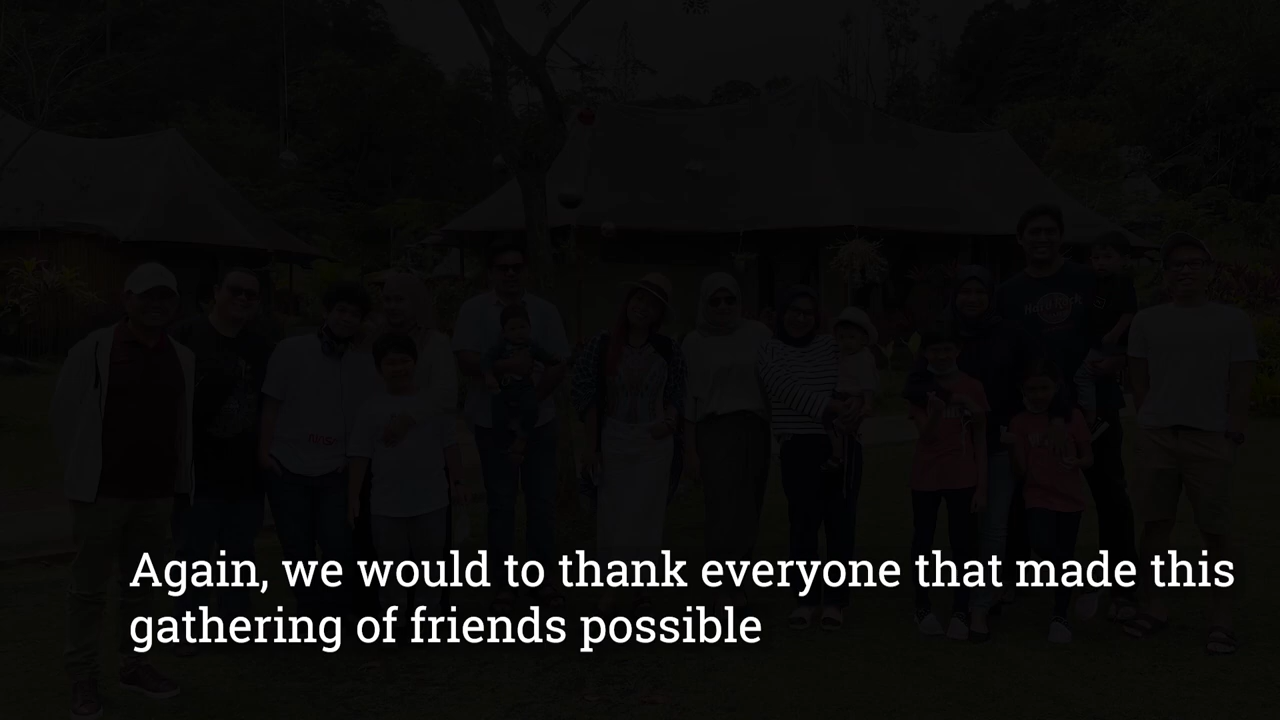 Again, we would to thank everyone that made this
gathering of friends possible